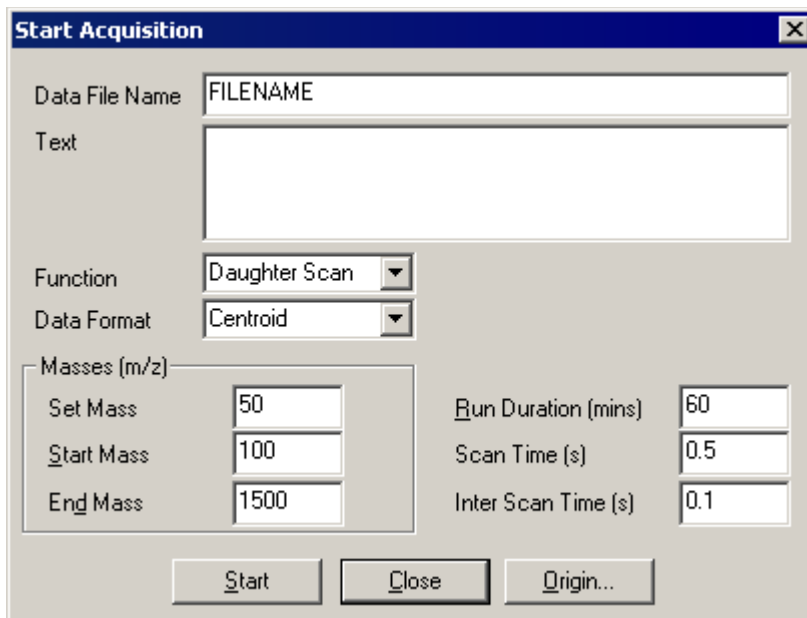 Start Acquisition
Data File Name FILENAME
Text
Function Daughter Scan
Data Format Centroid
Masses (m/z)
Set Mass 50 Run Duration (mins) 60
Start Mass 100 Scan Time (s) 0.5
End Mass 1500 Inter Scan Time (s) 0.1
Start Close Origin...